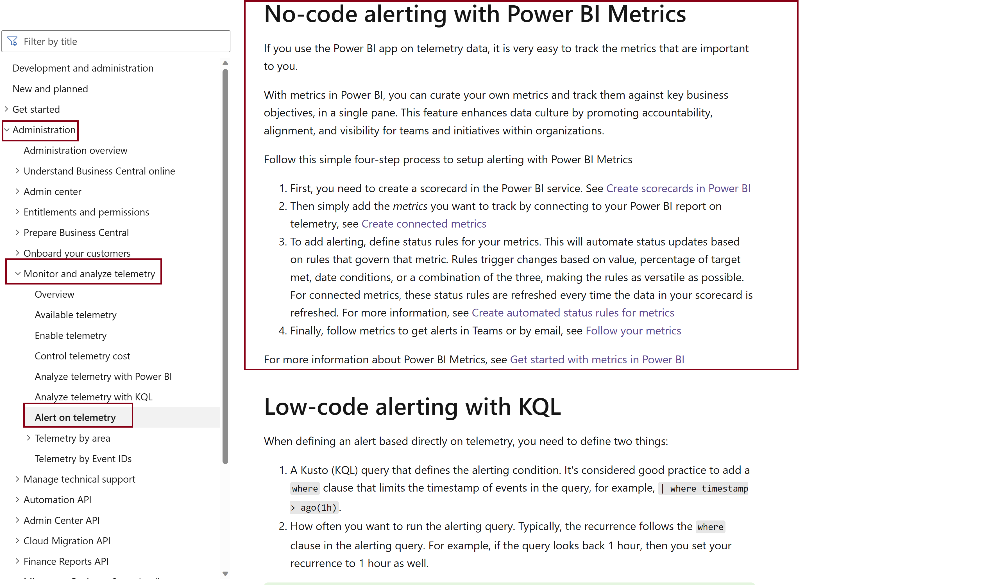 Filter by title
Development and administration
New and planned
Get started
Administration
Administration overview
Understand Business Central online
Admin center
Entitlements and permissions
Prepare Business Central
Onboard your customers
Monitor and analyze telemetry
Overview
Available telemetry
Enable telemetry
Control telemetry cost
Analyze telemetry with Power BI
Analyze telemetry with KQL
Alert on telemetry
Telemetry by area
Telemetry by Event IDs
Manage technical support
Automation API
Admin Center API
Cloud Migration API
Finance Reports API
No-code alerting with Power BI Metrics
If you use the Power BI app on telemetry data, it is very easy to track the metrics that are important
to you.
With metrics in Power BI, you can curate your own metrics and track them against key business
objectives, in a single pane. This feature enhances data culture by promoting accountability,
alignment, and visibility for teams and initiatives within organizations.
Follow this simple four-step process to setup alerting with Power BI Metrics
1. First, you need to create a scorecard in the Power BI service. See Create scorecards in Power BI
2. Then simply add the metrics you want to track by connecting to your Power BI report on
telemetry, see Create connected metrics
3. To add alerting, define status rules for your metrics. This will automate status updates based
on rules that govern that metric. Rules trigger changes based on value, percentage of target
met, date conditions, or a combination of the three, making the rules as versatile as possible.
For connected metrics, these status rules are refreshed every time the data in your scorecard is
refreshed. For more information, see Create automated status rules for metrics
4. Finally, follow metrics to get alerts in Teams or by email, see Follow your metrics
For more information about Power BI Metrics, see Get started with metrics in Power BI
Low-code alerting with KQL
When defining an alert based directly on telemetry, you need to define two things:
1. A Kusto (KQL) query that defines the alerting condition. It's considered good practice to add a
where clause that limits the timestamp of events in the query, for example, | where timestamp
> ago(1h).
2. How often you want to run the alerting query. Typically, the recurrence follows the where
clause in the alerting query. For example, if the query looks back 1 hour, then you set your
recurrence to 1 hour as well.